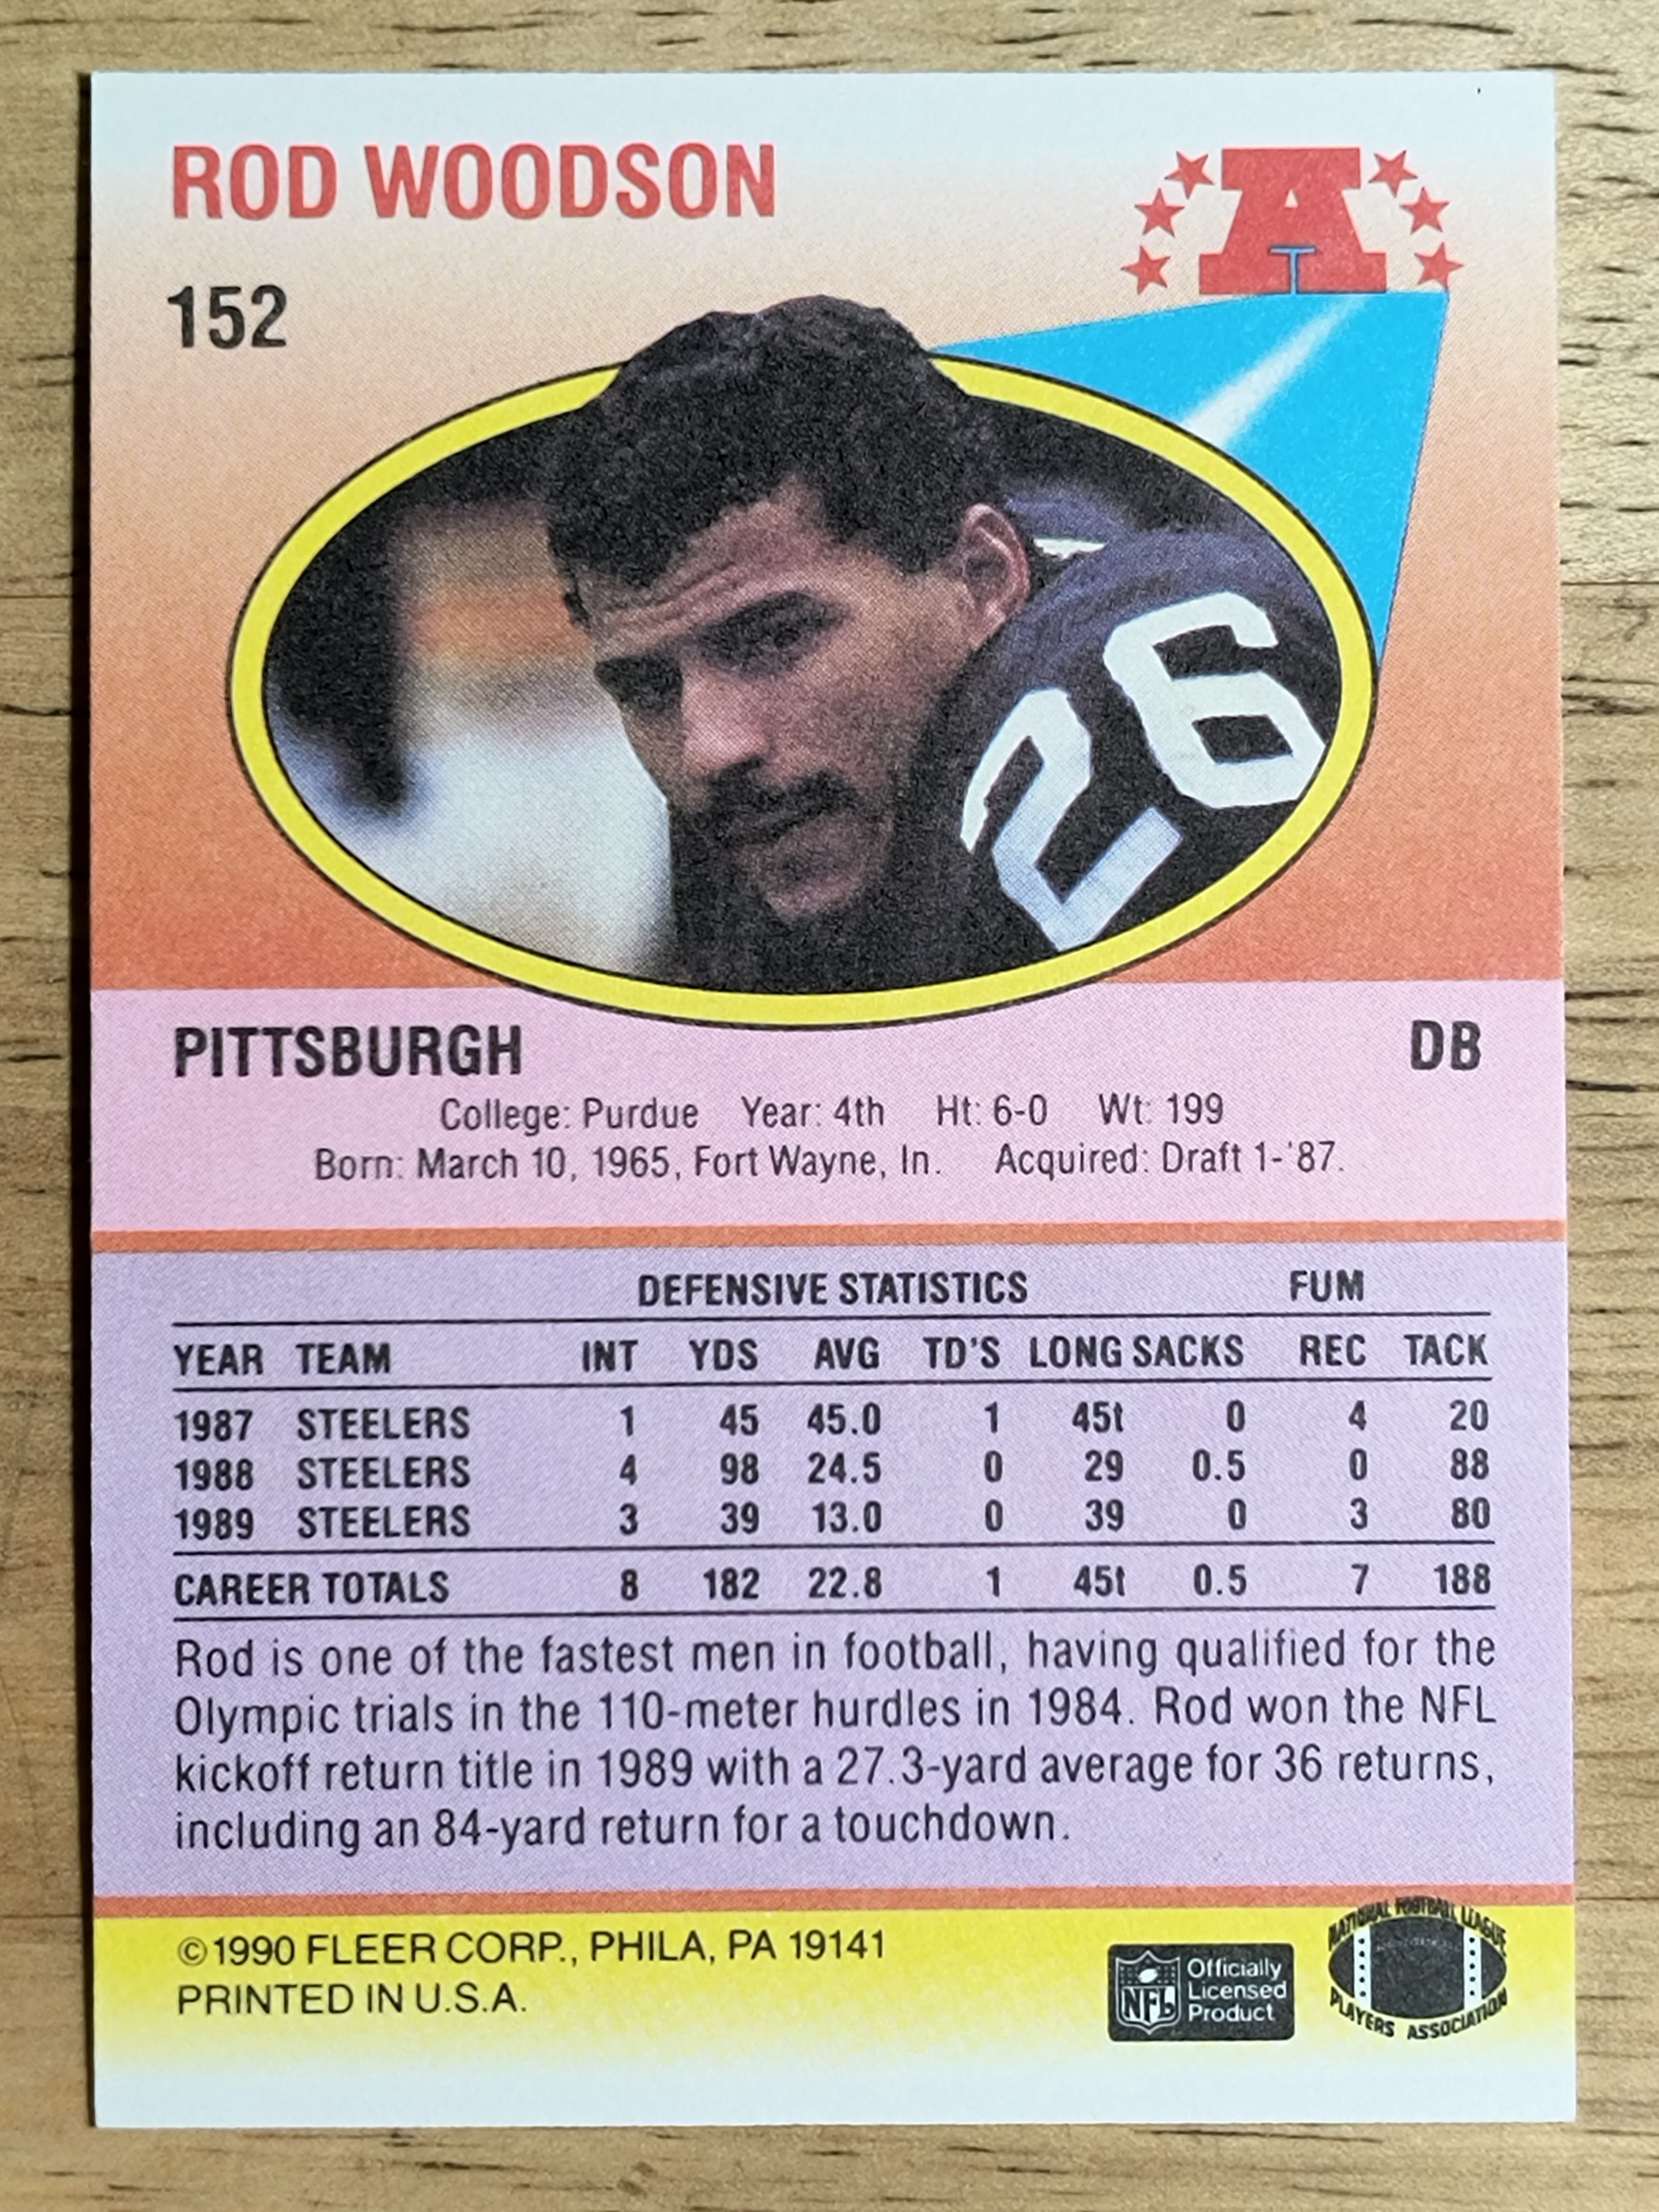 ROD WOODSON
A
152
26
PITTSBURGH DB
College: Purdue Year: 4th Ht: 6-0 Wt: 199
Born: March 10, 1965, Fort Wayne, In. Acquired: Draft 1-'87.
DEFENSIVE STATISTICS FUM
YEAR TEAM INT YDS AVG TD'S LONG SACKS REC TACK
1987 STEELERS 1 45 45.0 1 45t 0 4 20
1988 STEELERS 4 98 24.5 0 29 0.5 0 88
1989 STEELERS 3 39 13.0 0 39 0 3 80
CAREER TOTALS 8 182 22.8 1 45t 0.5 7 188
Rod is one of the fastest men in football, having qualified for the
Olympic trials in the 110-meter hurdles in 1984. Rod won the NFL
kickoff return title in 1989 with a 27.3-yard average for 36 returns,
including an 84-yard return for a touchdown.
©1990 FLEER CORP., PHILA, PA 19141
PRINTED IN U.S.A.
NFL
Officially
Licensed
Product
NATIONAL FOOTBALL LEAGUE
PLAYERS ASSOCIATION